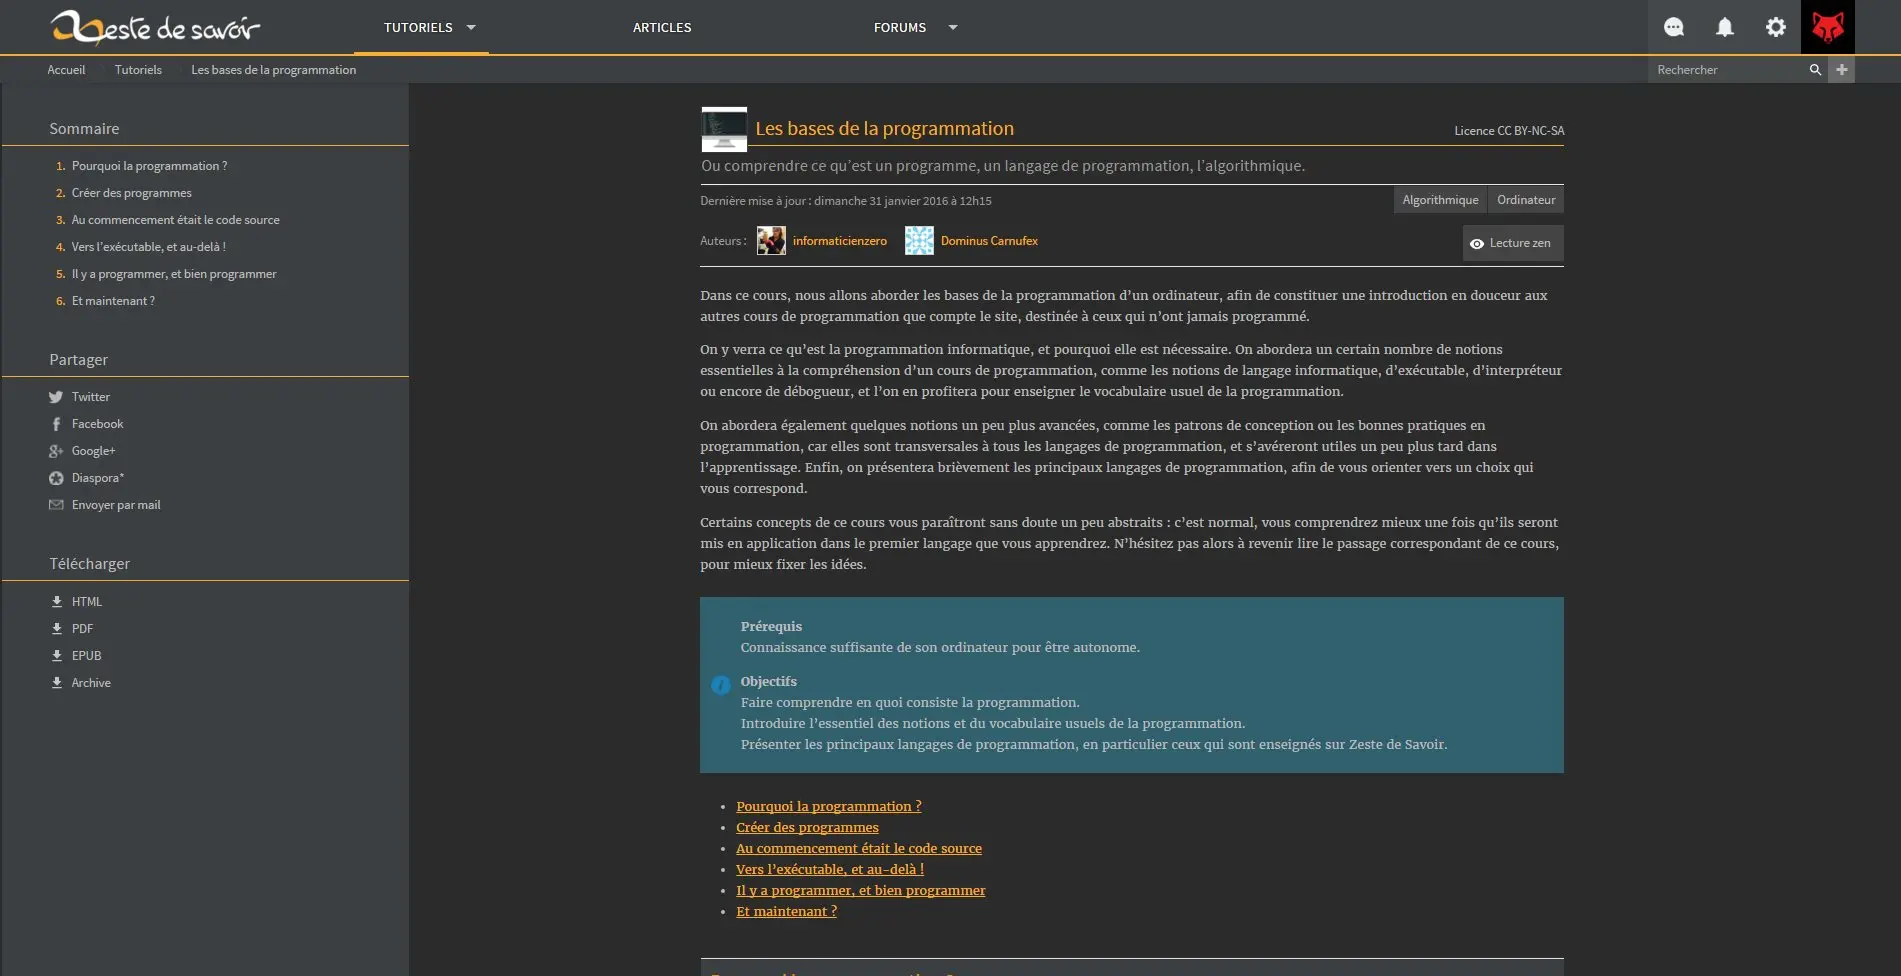 Zeste de savoir
TUTORIELS
ARTICLES
FORUMS
Accueil
Tutoriels
Les bases de la programmation
Rechercher
Sommaire
1. Pourquoi la programmation ?
2. Créer des programmes
3. Au commencement était le code source
4. Vers l’exécutable, et au-delà !
5. Il y a programmer, et bien programmer
6. Et maintenant ?
Partager
Twitter
Facebook
Google+
Diaspora*
Envoyer par mail
Télécharger
HTML
PDF
EPUB
Archive
Les bases de la programmation
Licence CC BY-NC-SA
Ou comprendre ce qu’est un programme, un langage de programmation, l’algorithmique.
Dernière mise à jour : dimanche 31 janvier 2016 à 12h15
Algorithmique
Ordinateur
Auteurs :
informaticienzero
Dominus Carnufex
Lecture zen
Dans ce cours, nous allons aborder les bases de la programmation d’un ordinateur, afin de constituer une introduction en douceur aux
autres cours de programmation que compte le site, destinée à ceux qui n’ont jamais programmé.
On y verra ce qu’est la programmation informatique, et pourquoi elle est nécessaire. On abordera un certain nombre de notions
essentielles à la compréhension d’un cours de programmation, comme les notions de langage informatique, d’exécutable, d’interpréteur
ou encore de débogueur, et l’on en profitera pour enseigner le vocabulaire usuel de la programmation.
On abordera également quelques notions un peu plus avancées, comme les patrons de conception ou les bonnes pratiques en
programmation, car elles sont transversales à tous les langages de programmation, et s’avéreront utiles un peu plus tard dans
l’apprentissage. Enfin, on présentera brièvement les principaux langages de programmation, afin de vous orienter vers un choix qui
vous correspond.
Certains concepts de ce cours vous paraîtront sans doute un peu abstraits : c’est normal, vous comprendrez mieux une fois qu’ils seront
mis en application dans le premier langage que vous apprendrez. N’hésitez pas alors à revenir lire le passage correspondant de ce cours,
pour mieux fixer les idées.
Prérequis
Connaissance suffisante de son ordinateur pour être autonome.
Objectifs
Faire comprendre en quoi consiste la programmation.
Introduire l’essentiel des notions et du vocabulaire usuels de la programmation.
Présenter les principaux langages de programmation, en particulier ceux qui sont enseignés sur Zeste de Savoir.
• Pourquoi la programmation ?
• Créer des programmes
• Au commencement était le code source
• Vers l’exécutable, et au-delà !
• Il y a programmer, et bien programmer
• Et maintenant ?